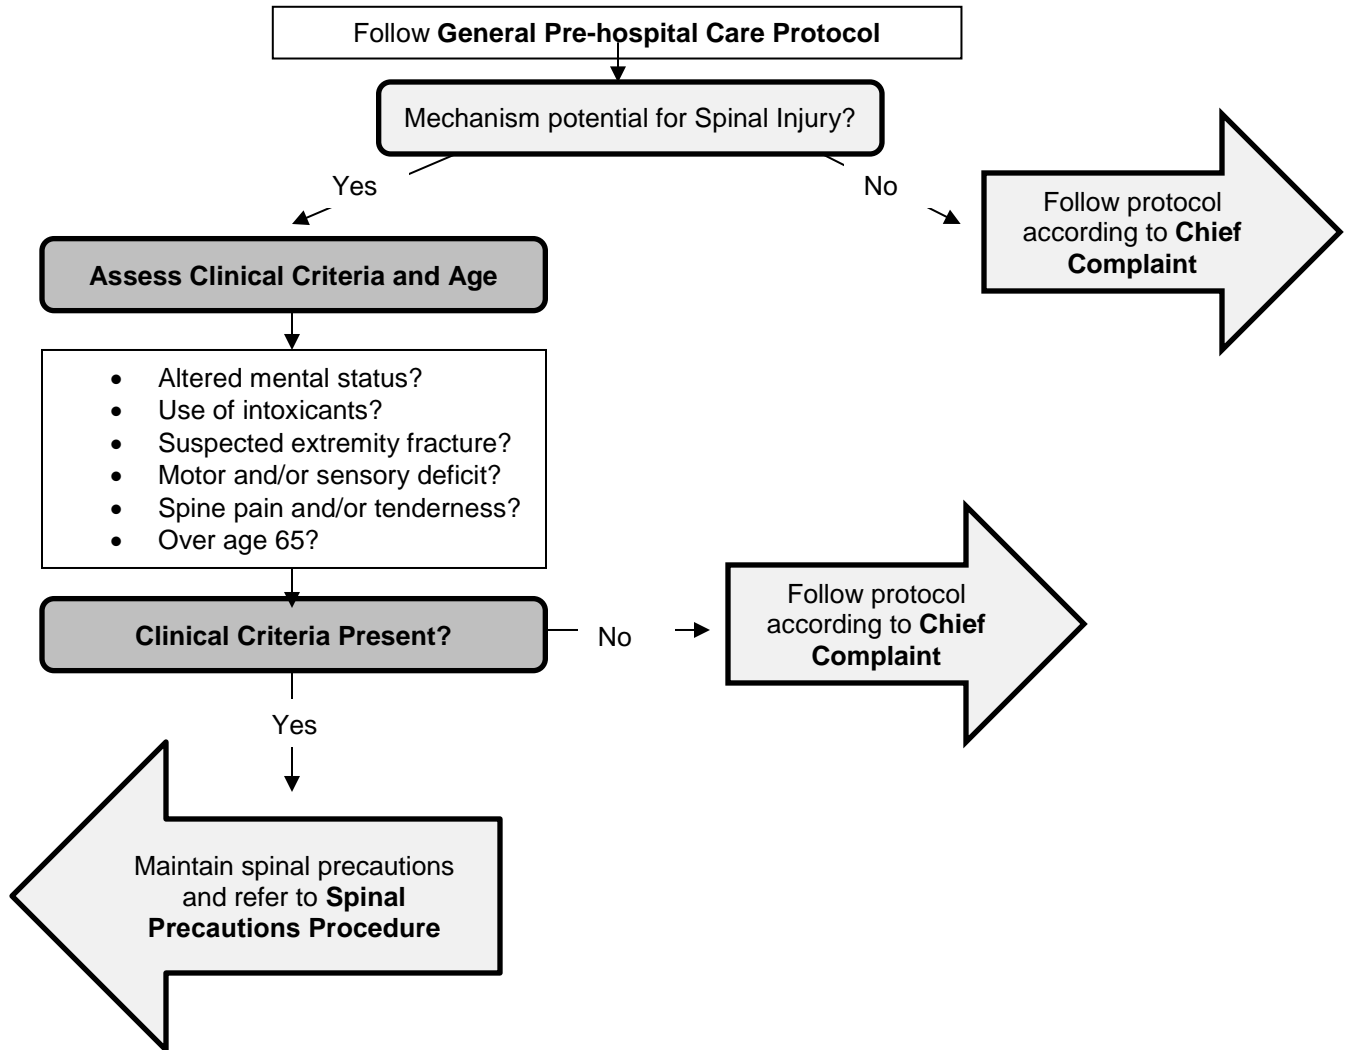 Follow General Pre-hospital Care Protocol
Mechanism potential for Spinal Injury?
Yes
No
Follow protocol
according to Chief
Complaint
Assess Clinical Criteria and Age
• Altered mental status?
• Use of intoxicants?
• Suspected extremity fracture?
• Motor and/or sensory deficit?
• Spine pain and/or tenderness?
• Over age 65?
Clinical Criteria Present?
No
Follow protocol
according to Chief
Complaint
Yes
Maintain spinal precautions
and refer to Spinal
Precautions Procedure